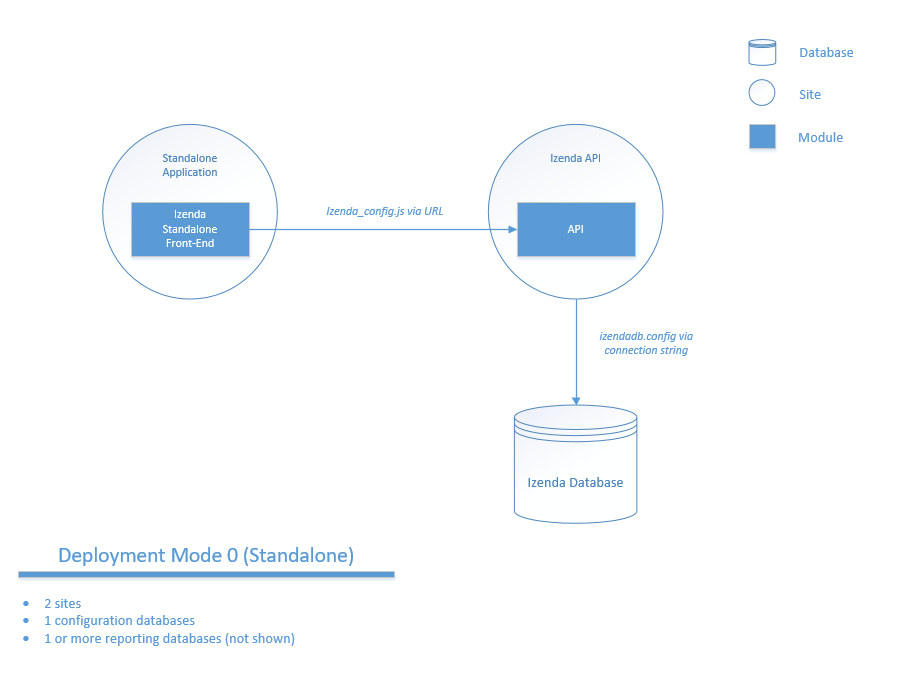 Database
Site
Module
Standalone
Application
Izenda
Standalone
Front-End
Izenda_config.js via URL
Izenda API
API
izendadb.config via
connection string
Izenda Database
Deployment Mode 0 (Standalone)
• 2 sites
• 1 configuration databases
• 1 or more reporting databases (not shown)